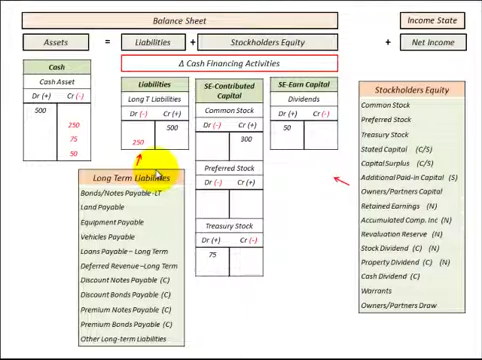 Balance Sheet
Income State
Assets = Liabilities + Stockholders Equity + Net Income
Δ Cash Financing Activities
Cash
Cash Asset
Dr (+) Cr (-)
500
250
75
50
Liabilities
Long T Liabilities
Dr (-) Cr (+)
500
250
SE-Contributed
Capital
Common Stock
Dr (-) Cr (+)
300
Preferred Stock
Dr (-) Cr (+)
Treasury Stock
Dr (+) Cr (-)
75
SE-Earn Capital
Dividends
Dr (+) Cr (-)
50
Long Term Liabilities
Bonds/Notes Payable -LT
Land Payable
Equipment Payable
Vehicles Payable
Loans Payable – Long Term
Deferred Revenue –Long Term
Discount Notes Payable (C)
Discount Bonds Payable (C)
Premium Notes Payable (C)
Premium Bonds Payable (C)
Other Long-term Liabilities
Stockholders Equity
Common Stock
Preferred Stock
Treasury Stock
Stated Capital (C/S)
Capital Surplus (C/S)
Additional Paid-in Capital (S)
Owners/Partners Capital
Retained Earnings (N)
Accumulated Comp. Inc (N)
Revaluation Reserve (N)
Stock Dividend (C) (N)
Property Dividend (C) (N)
Cash Dividend (C)
Warrants
Owners/Partners Draw